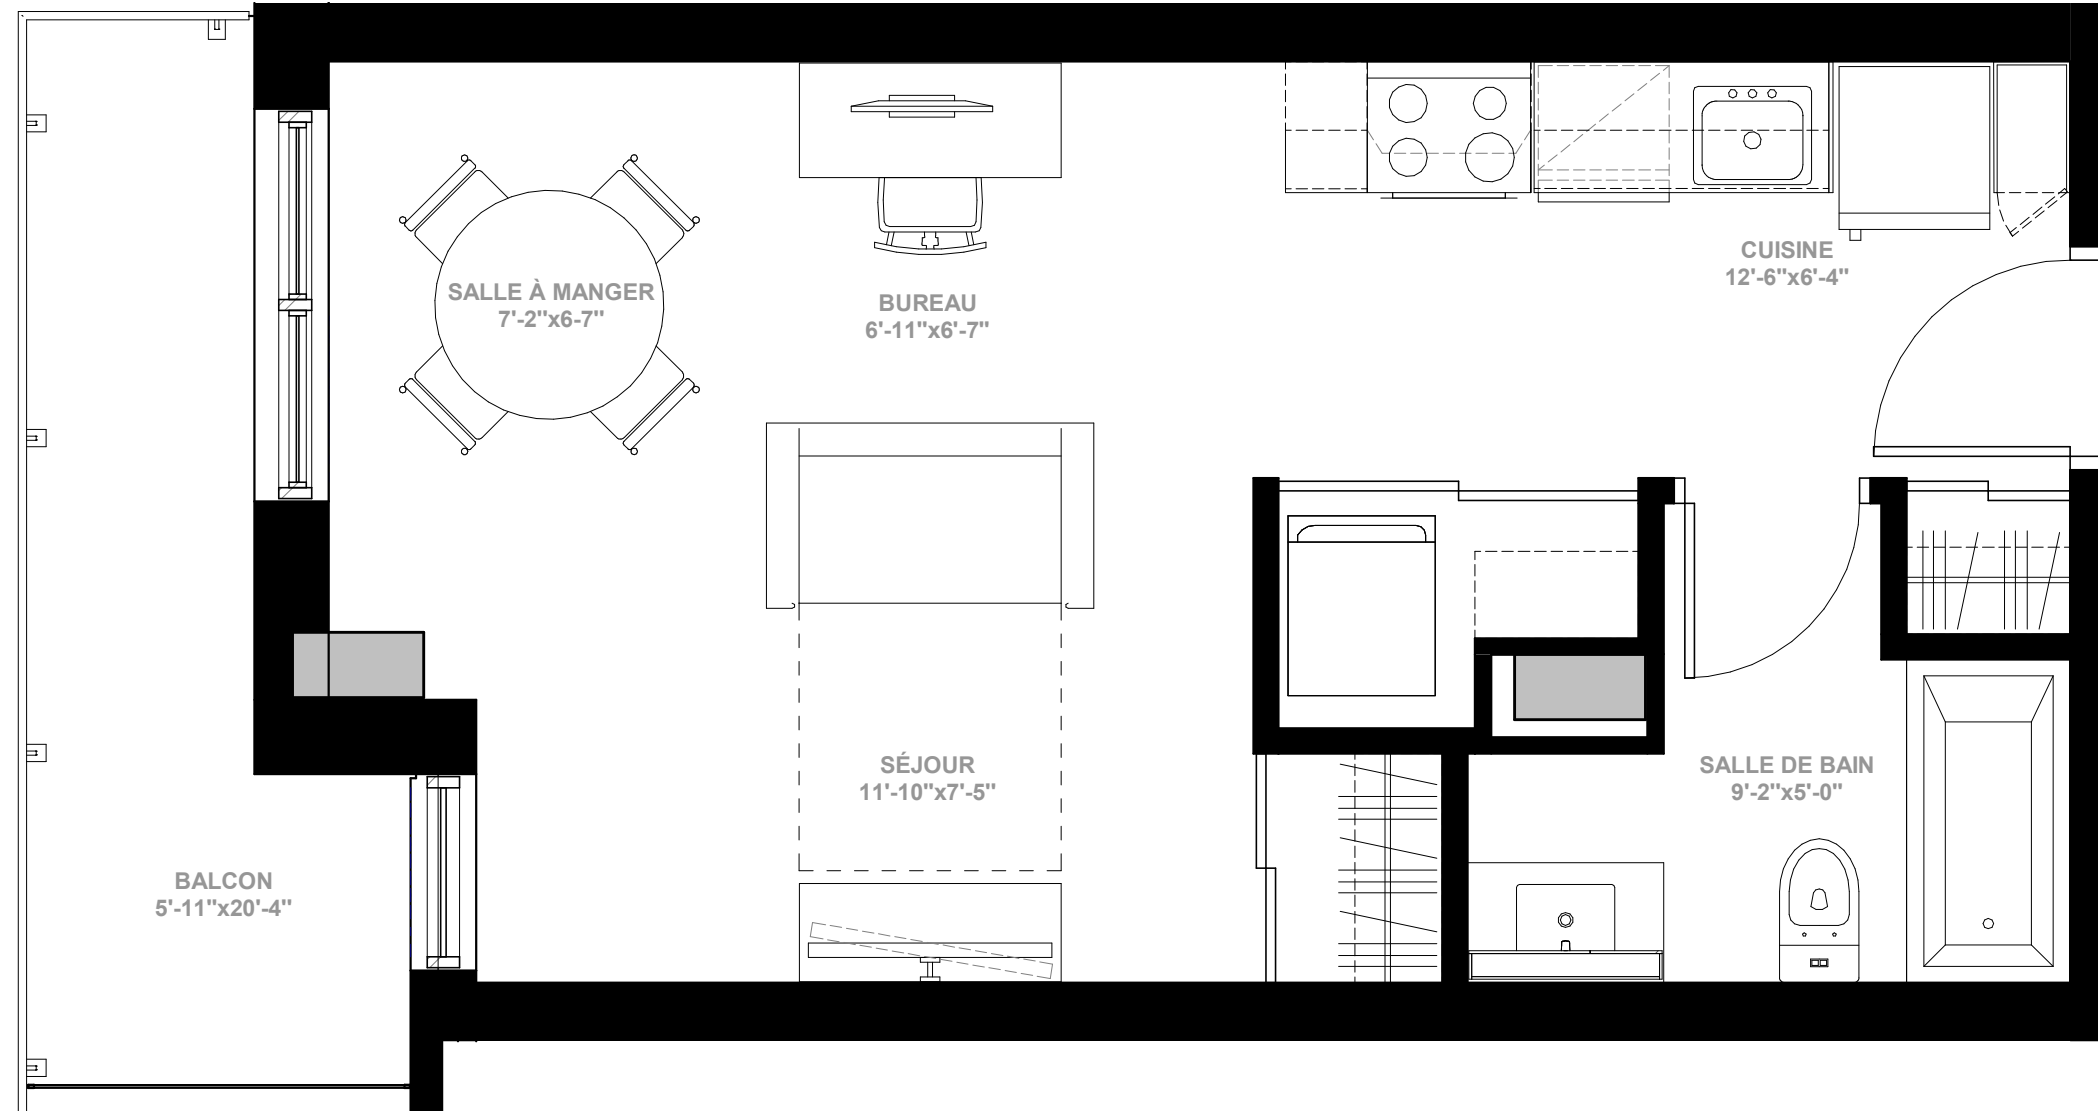 CUISINE
12'-6"x6'-4"
SALLE À MANGER
7'-2"x6-7"
BUREAU
6'-11"x6'-7"
SÉJOUR
11'-10"x7'-5"
SALLE DE BAIN
9'-2"x5'-0"
BALCON
5'-11"x20'-4"